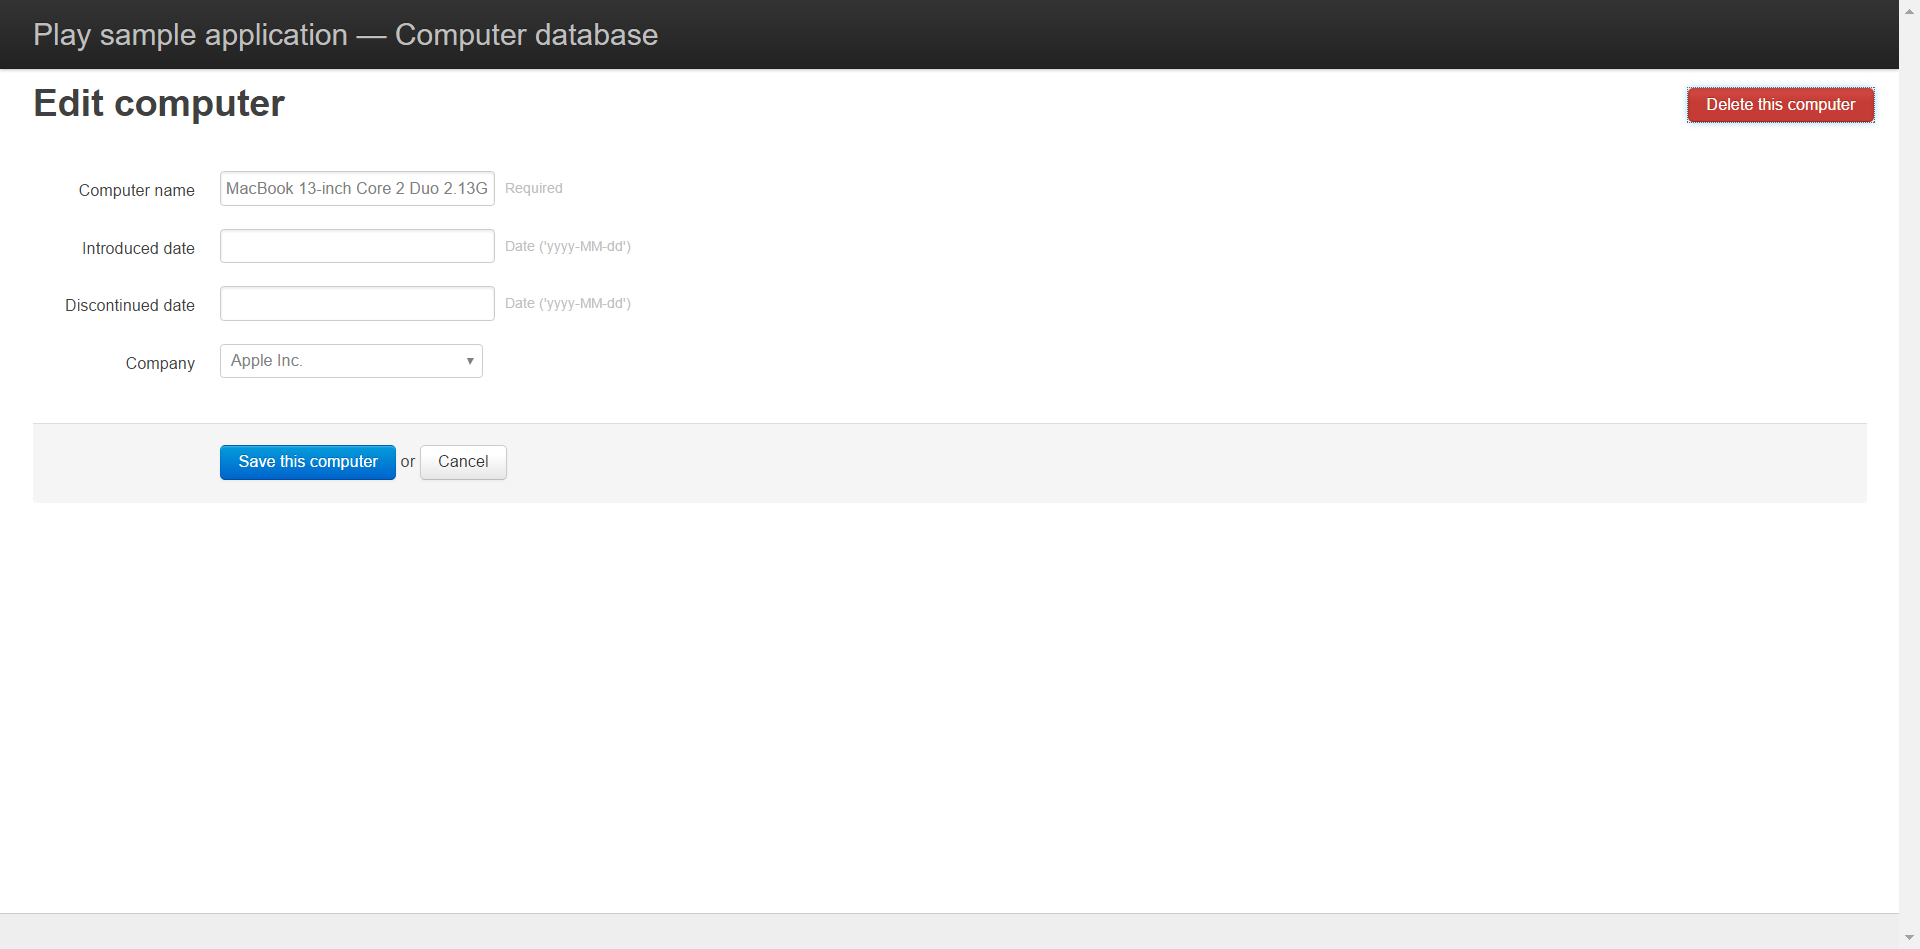 Play sample application — Computer database
Edit computer
Delete this computer
Computer name MacBook 13-inch Core 2 Duo 2.13G Required
Introduced date Date ('yyyy-MM-dd')
Discontinued date Date ('yyyy-MM-dd')
Company Apple Inc.
Save this computer or Cancel